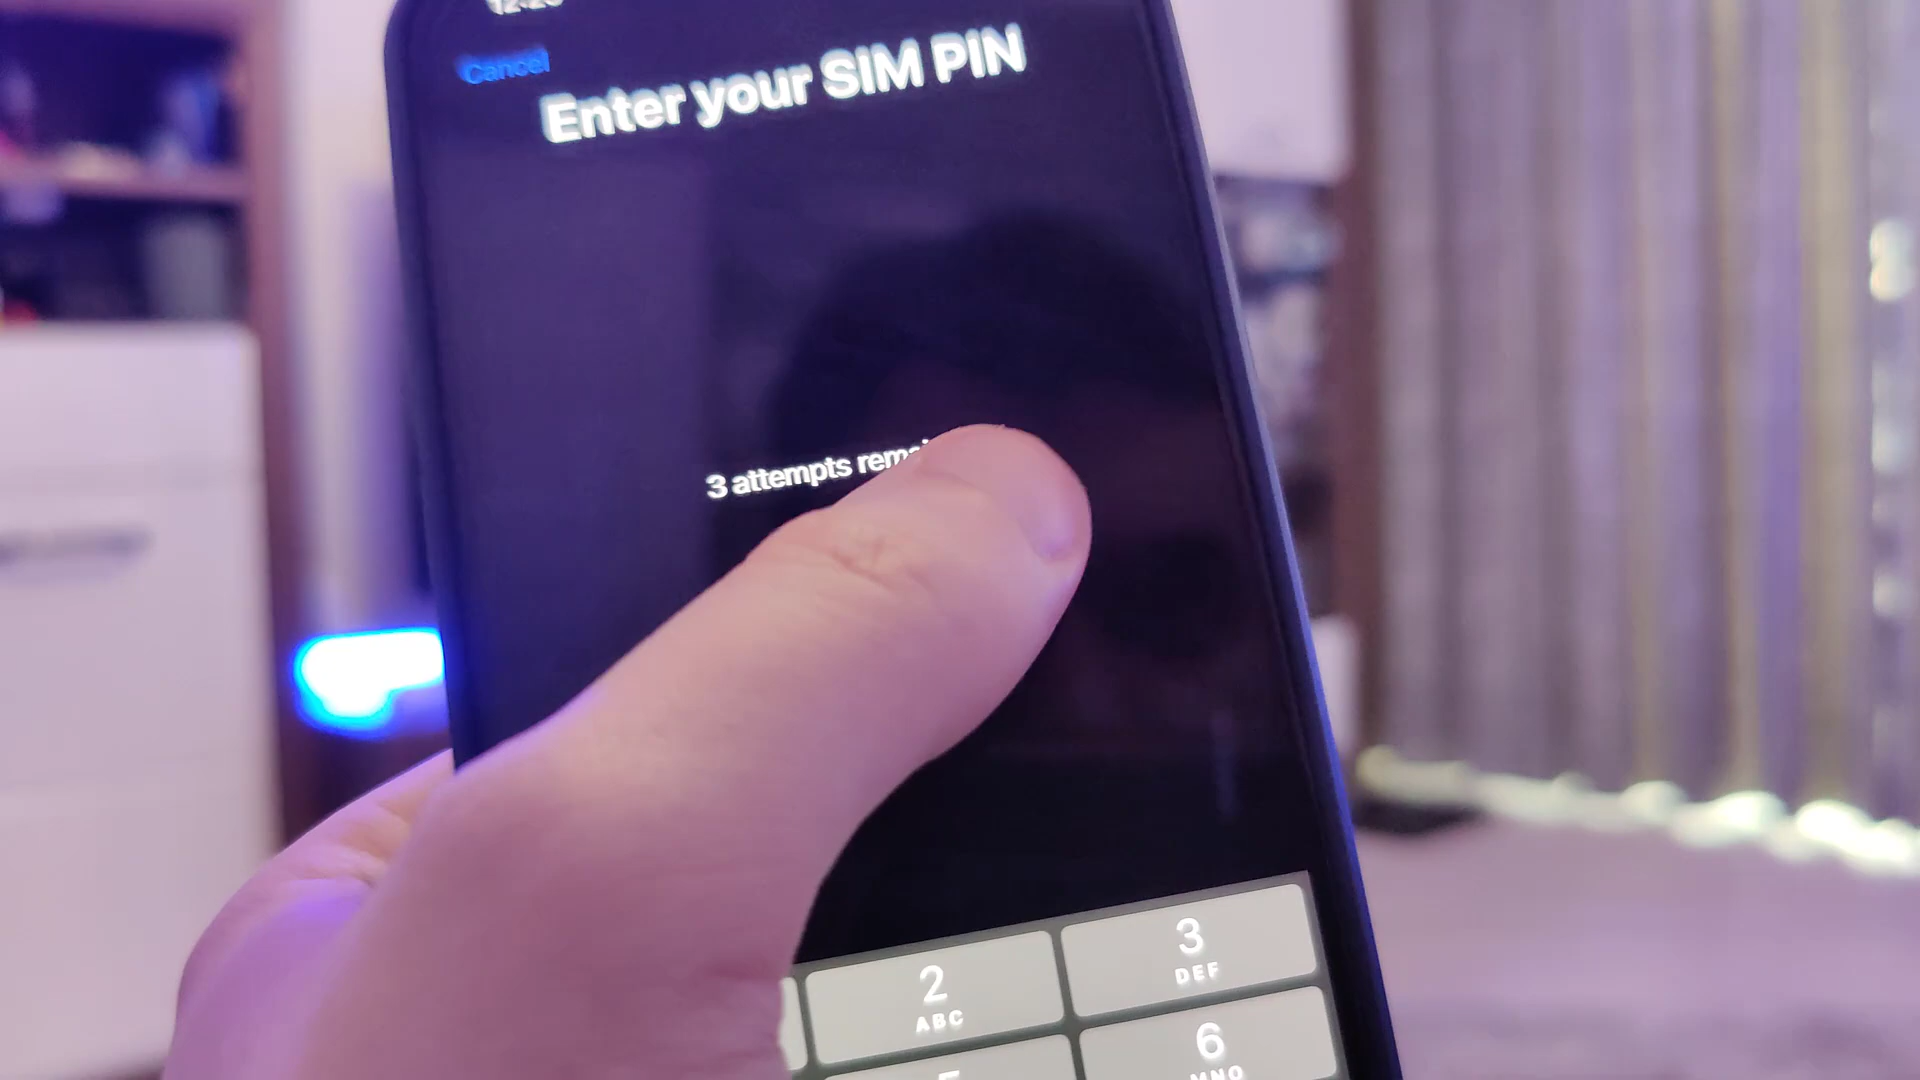 Cancel
Enter your SIM PIN
3 attempts
2
ABC
3
DEF
6
MNO